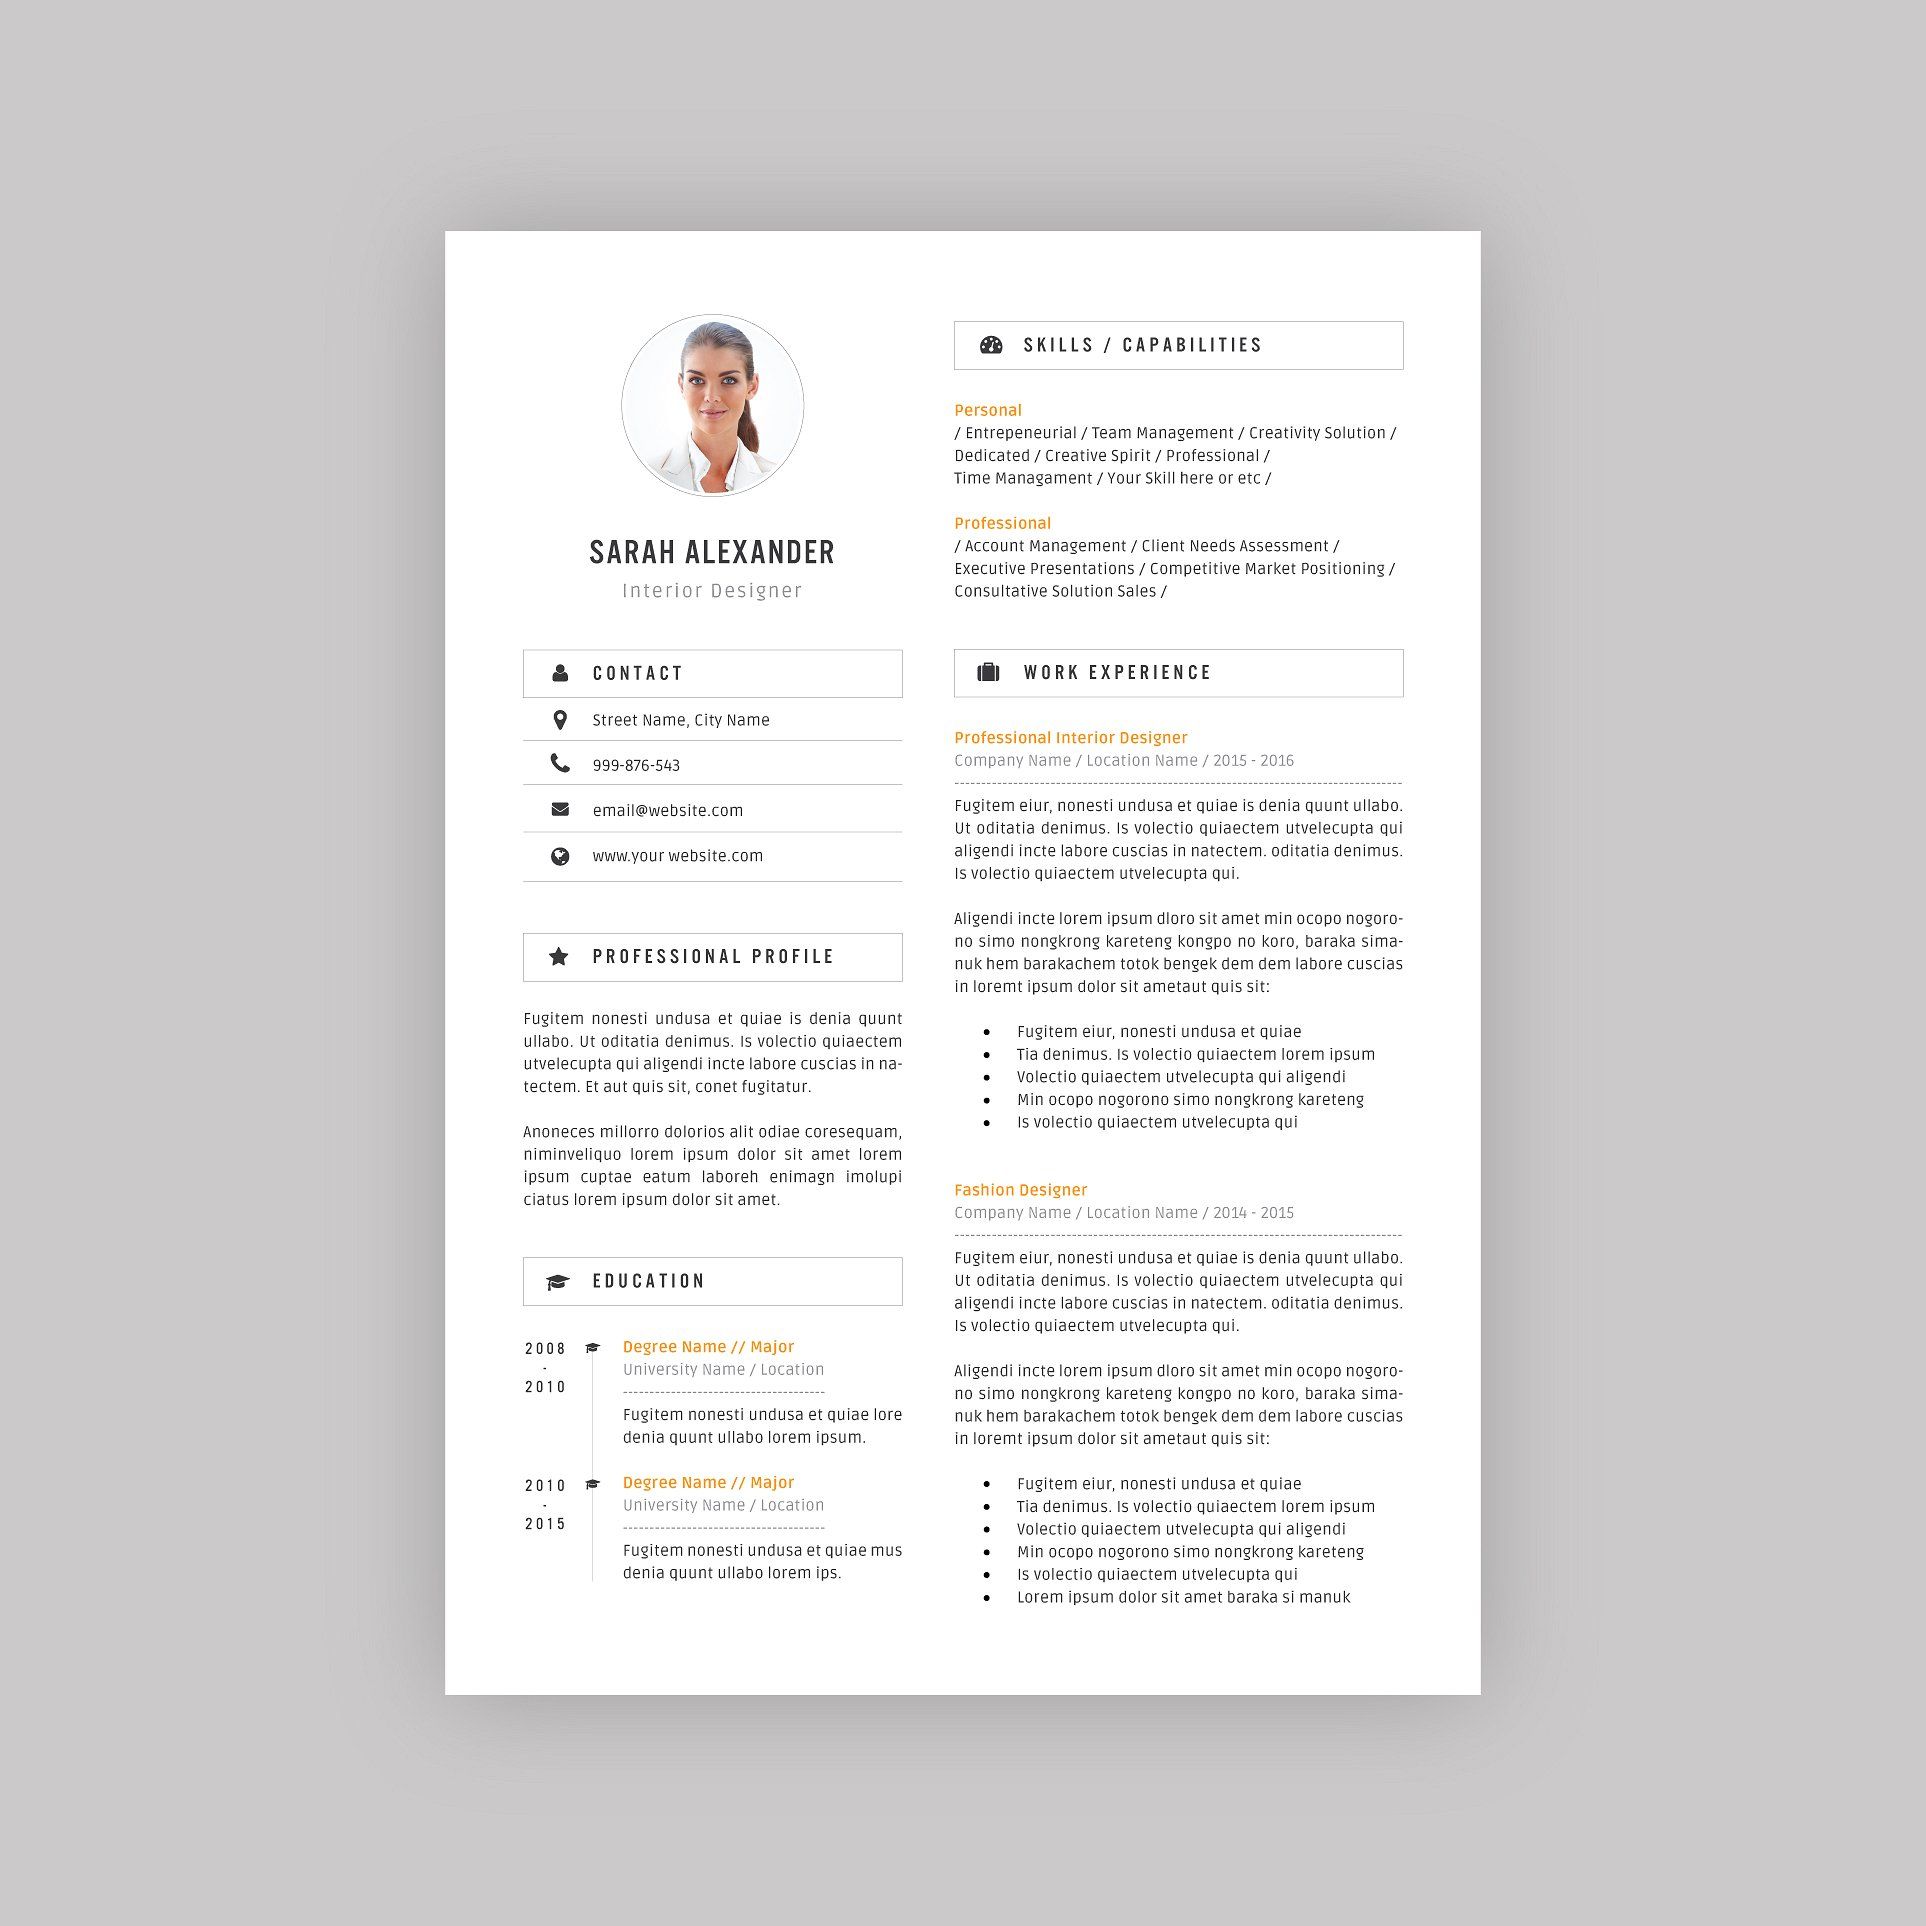 SARAH ALEXANDER
Interior Designer
CONTACT
Street Name, City Name
999-876-543
email@website.com
www.your website.com
PROFESSIONAL PROFILE
Fugitem nonesti undusa et quiae is denia quunt
ullabo. Ut oditatia denimus. Is volectio quiaectem
utvelecupta qui aligendi incte labore cuscias in na-
tectem. Et aut quis sit, conet fugitatur.
Anoneces millorro dolorios alit odiae coresequam,
niminveliquo lorem ipsum dolor sit amet lorem
ipsum cuptae eatum laboreh enimagn imolupi
ciatus lorem ipsum dolor sit amet.
EDUCATION
2008
-
2010
Degree Name // Major
University Name / Location
Fugitem nonesti undusa et quiae lore
denia quunt ullabo lorem ipsum.
2010
-
2015
Degree Name // Major
University Name / Location
Fugitem nonesti undusa et quiae mus
denia quunt ullabo lorem ips.
SKILLS / CAPABILITIES
Personal
/ Entrepeneurial / Team Management / Creativity Solution /
Dedicated / Creative Spirit / Professional /
Time Managament / Your Skill here or etc /
Professional
/ Account Management / Client Needs Assessment /
Executive Presentations / Competitive Market Positioning /
Consultative Solution Sales /
WORK EXPERIENCE
Professional Interior Designer
Company Name / Location Name / 2015 - 2016
Fugitem eiur, nonesti undusa et quiae is denia quunt ullabo.
Ut oditatia denimus. Is volectio quiaectem utvelecupta qui
aligendi incte labore cuscias in natectem. oditatia denimus.
Is volectio quiaectem utvelecupta qui.
Aligendi incte lorem ipsum dloro sit amet min ocopo nogoro-
no simo nongkrong kareteng kongpo no koro, baraka sima-
nuk hem barakachem totok bengek dem dem labore cuscias
in loremt ipsum dolor sit ametaut quis sit:
• Fugitem eiur, nonesti undusa et quiae
• Tia denimus. Is volectio quiaectem lorem ipsum
• Volectio quiaectem utvelecupta qui aligendi
• Min ocopo nogorono simo nongkrong kareteng
• Is volectio quiaectem utvelecupta qui
Fashion Designer
Company Name / Location Name / 2014 - 2015
Fugitem eiur, nonesti undusa et quiae is denia quunt ullabo.
Ut oditatia denimus. Is volectio quiaectem utvelecupta qui
aligendi incte labore cuscias in natectem. oditatia denimus.
Is volectio quiaectem utvelecupta qui.
Aligendi incte lorem ipsum dloro sit amet min ocopo nogoro-
no simo nongkrong kareteng kongpo no koro, baraka sima-
nuk hem barakachem totok bengek dem dem labore cuscias
in loremt ipsum dolor sit ametaut quis sit:
• Fugitem eiur, nonesti undusa et quiae
• Tia denimus. Is volectio quiaectem lorem ipsum
• Volectio quiaectem utvelecupta qui aligendi
• Min ocopo nogorono simo nongkrong kareteng
• Is volectio quiaectem utvelecupta qui
• Lorem ipsum dolor sit amet baraka si manuk